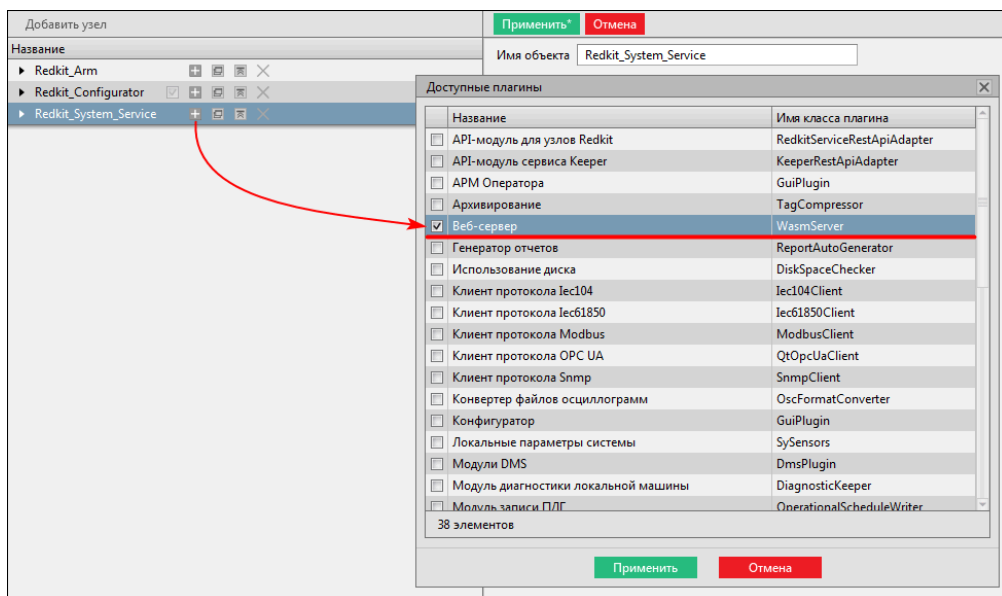 Добавить узел
Применить* Отмена
Название
Имя объекта Redkit_System_Service
Redkit_Arm
Redkit_Configurator
Redkit_System_Service
Доступные плагины
Название Имя класса плагина
API-модуль для узлов Redkit RedkitServiceRestApiAdapter
API-модуль сервиса Keeper KeeperRestApiAdapter
АРМ Оператора GuiPlugin
Архивирование TagCompressor
Веб-сервер WasmServer
Генератор отчетов ReportAutoGenerator
Использование диска DiskSpaceChecker
Клиент протокола Iec104 Iec104Client
Клиент протокола Iec61850 Iec61850Client
Клиент протокола Modbus ModbusClient
Клиент протокола OPC UA QtOpcUaClient
Клиент протокола Snmp SnmpClient
Конвертер файлов осциллограмм OscFormatConverter
Конфигуратор GuiPlugin
Локальные параметры системы SySensors
Модули DMS DmsPlugin
Модуль диагностики локальной машины DiagnosticKeeper
Модуль записи ПДГ OperationalScheduleWriter
38 элементов
Применить Отмена